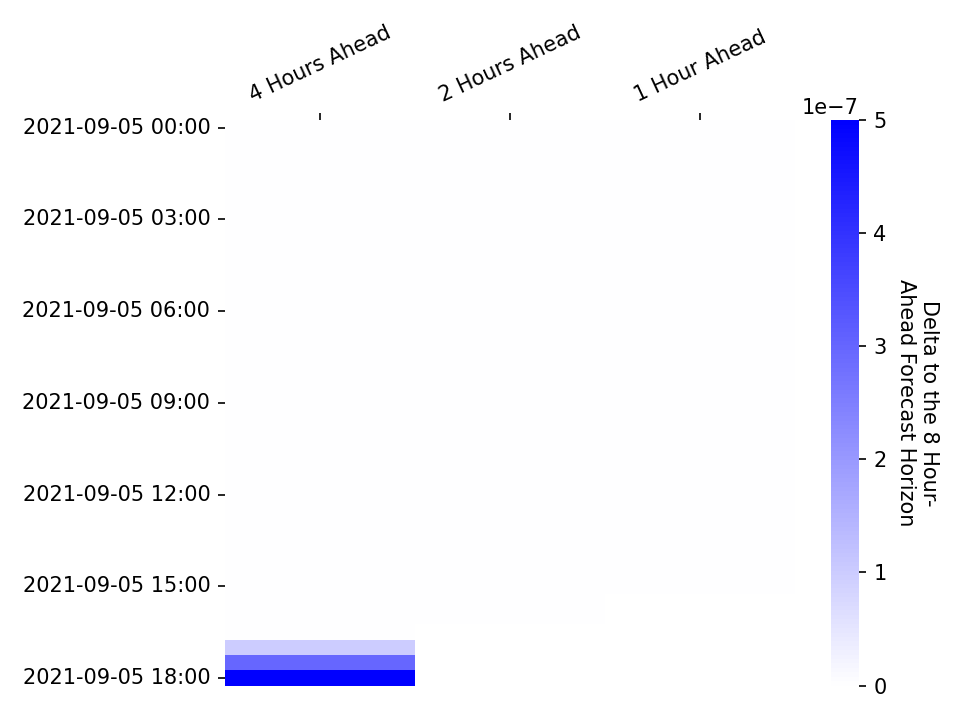 4 Hours Ahead
2 Hours Ahead
1 Hour Ahead
2021-09-05 00:00
2021-09-05 03:00
2021-09-05 06:00
2021-09-05 09:00
2021-09-05 12:00
2021-09-05 15:00
2021-09-05 18:00
1e−7
5
4
3
2
1
0
Delta to the 8 Hour-
Ahead Forecast Horizon